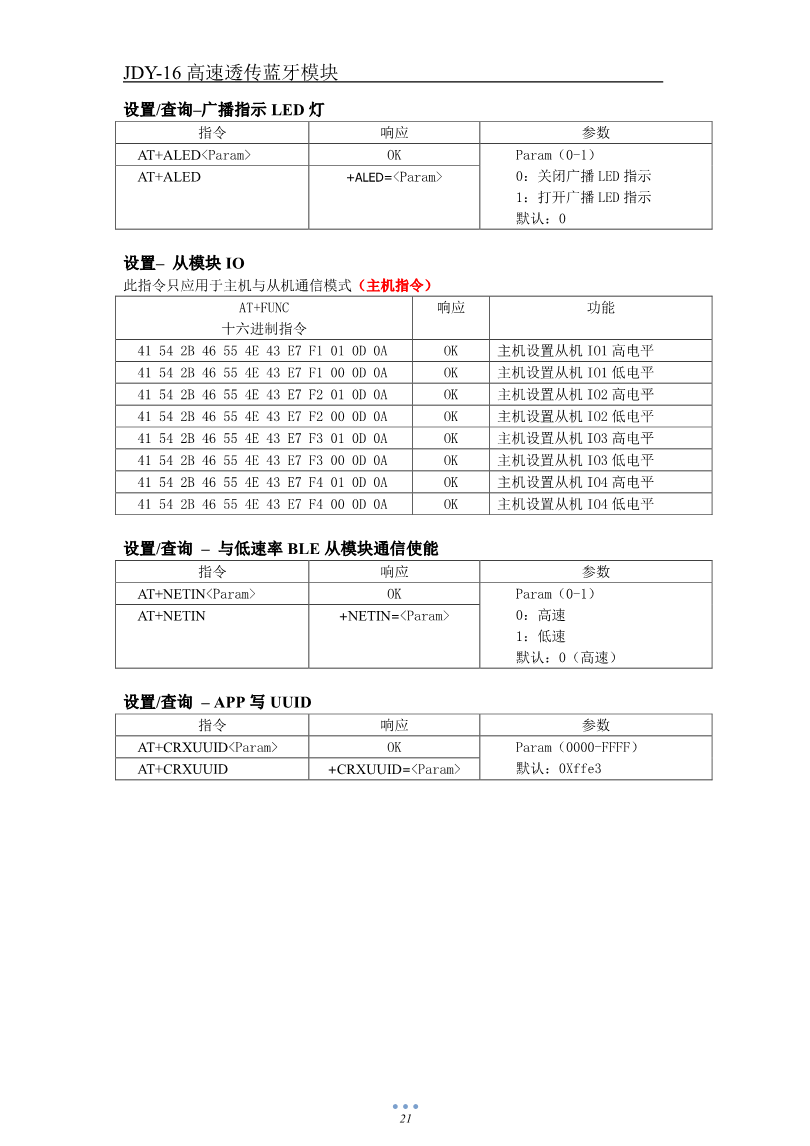 JDY-16 高速透传蓝牙模块
设置/查询–广播指示 LED 灯
指令 响应 参数
AT+ALED<Param> OK Param（0-1）
AT+ALED +ALED=<Param> 0：关闭广播 LED 指示
1：打开广播 LED 指示
默认：0
设置– 从模块 IO
此指令只应用于主机与从机通信模式（主机指令）
AT+FUNC 响应 功能
十六进制指令
41 54 2B 46 55 4E 43 E7 F1 01 0D 0A OK 主机设置从机 IO1 高电平
41 54 2B 46 55 4E 43 E7 F1 00 0D 0A OK 主机设置从机 IO1 低电平
41 54 2B 46 55 4E 43 E7 F2 01 0D 0A OK 主机设置从机 IO2 高电平
41 54 2B 46 55 4E 43 E7 F2 00 0D 0A OK 主机设置从机 IO2 低电平
41 54 2B 46 55 4E 43 E7 F3 01 0D 0A OK 主机设置从机 IO3 高电平
41 54 2B 46 55 4E 43 E7 F3 00 0D 0A OK 主机设置从机 IO3 低电平
41 54 2B 46 55 4E 43 E7 F4 01 0D 0A OK 主机设置从机 IO4 高电平
41 54 2B 46 55 4E 43 E7 F4 00 0D 0A OK 主机设置从机 IO4 低电平
设置/查询 – 与低速率 BLE 从模块通信使能
指令 响应 参数
AT+NETIN<Param> OK Param（0-1）
AT+NETIN +NETIN=<Param> 0：高速
1：低速
默认：0（高速）
设置/查询 – APP 写 UUID
指令 响应 参数
AT+CRXUUID<Param> OK Param（0000-FFFF）
AT+CRXUUID +CRXUUID=<Param> 默认：0Xffe3
21